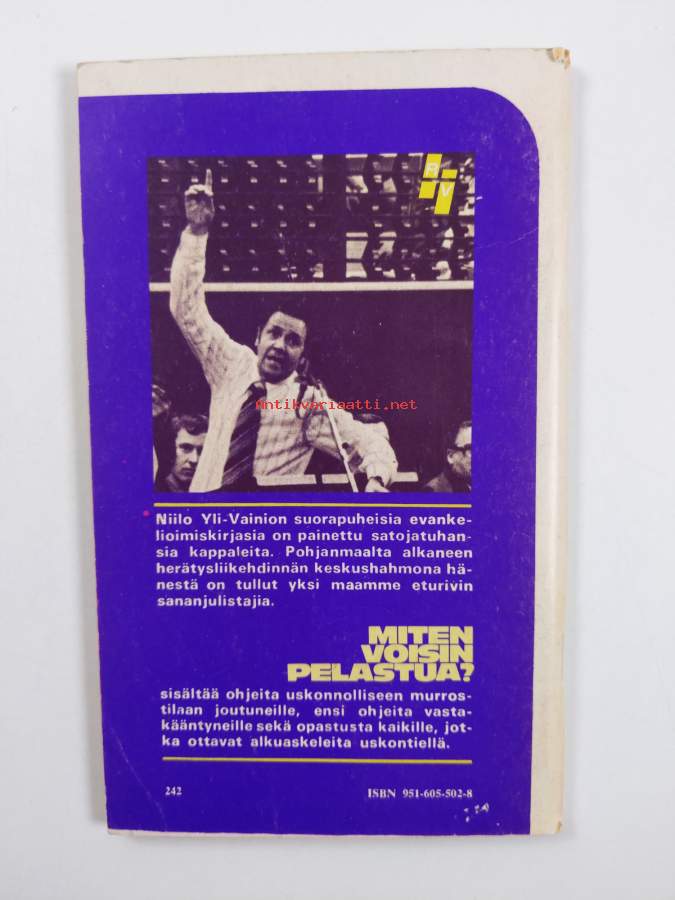 R
V
Antikvariaatti.net
Niilo Yli-Vainion suorapuheisia evanke-
lioimiskirjasia on painettu satojatuhan-
sia kappaleita. Pohjanmaalta alkaneen
herätysliikehdinnän keskushahmona hä-
nestä on tullut yksi maamme eturivin
sananjulistajia.
MITEN
VOISIN
PELASTUA?
sisältää ohjeita uskonnolliseen murros-
tilaan joutuneille, ensi ohjeita vasta-
kääntyneille sekä opastusta kaikille, jot-
ka ottavat alkuaskeleita uskontiellä.
242
ISBN 951-605-502-8